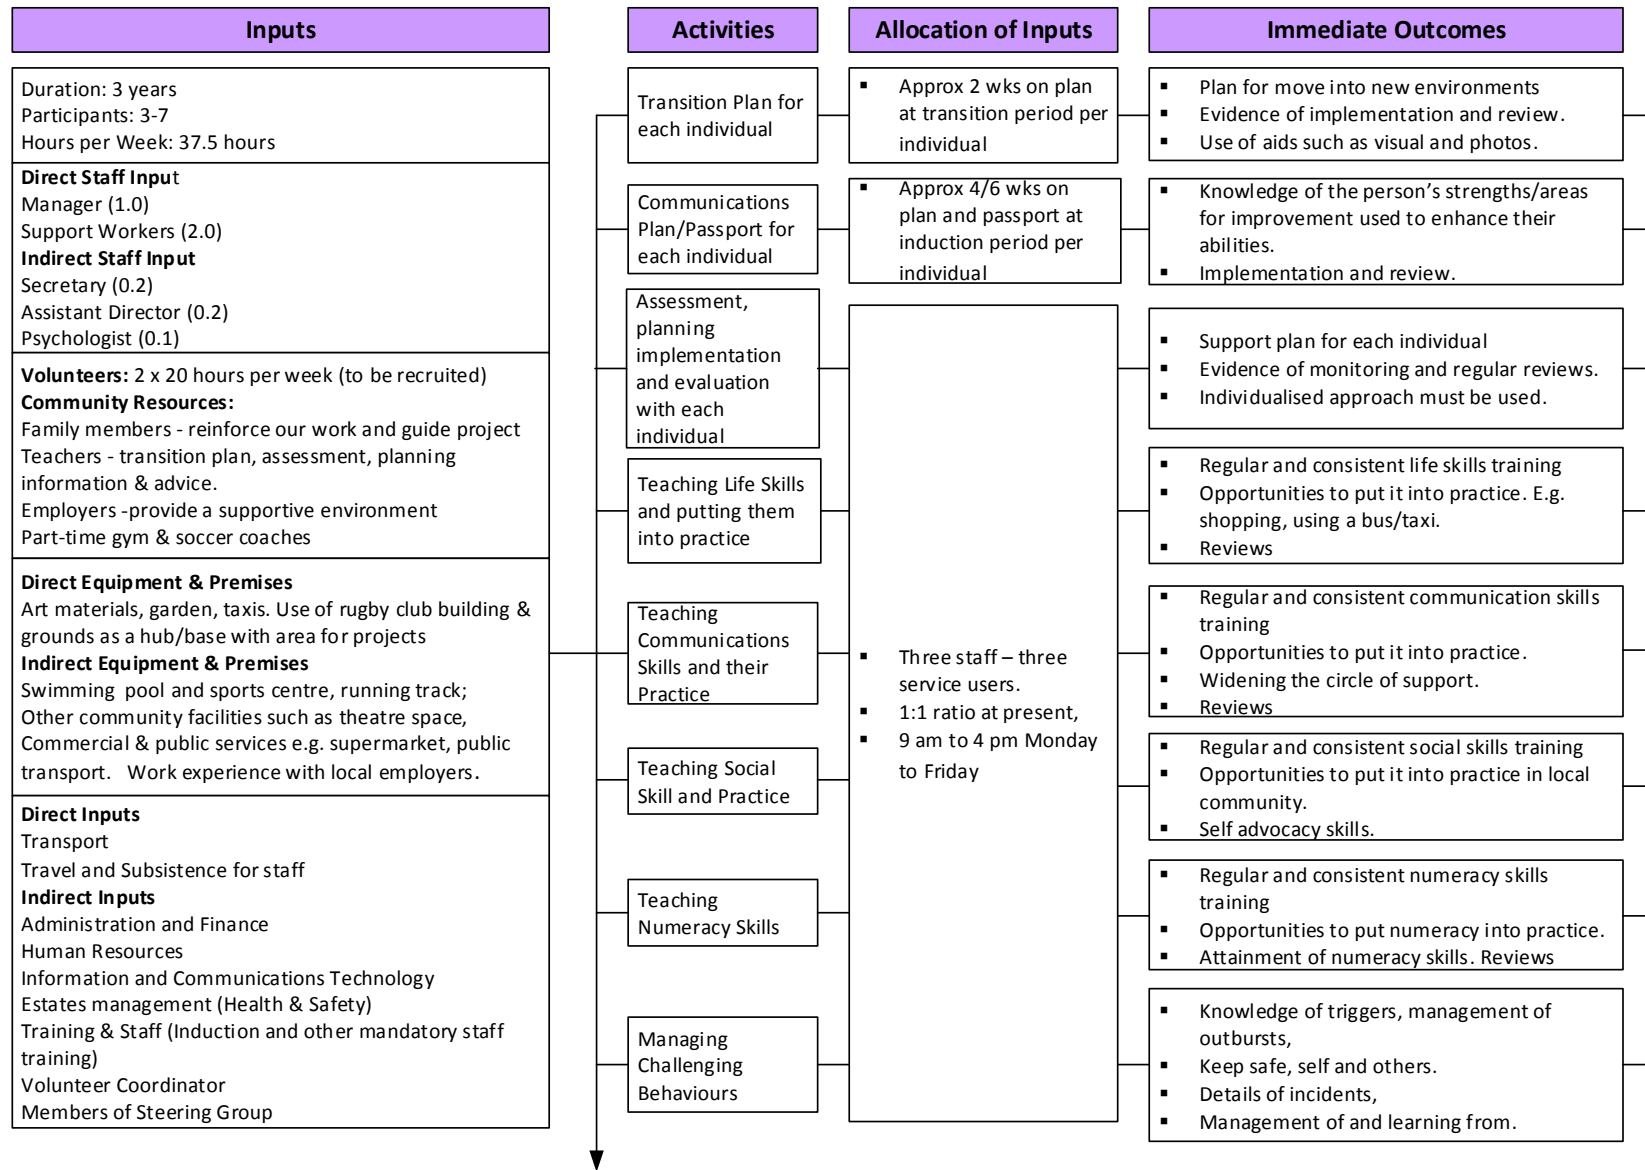 Inputs
Duration: 3 years
Participants: 3-7
Hours per Week: 37.5 hours
Direct Staff Input
Manager (1.0)
Support Workers (2.0)
Indirect Staff Input
Secretary (0.2)
Assistant Director (0.2)
Psychologist (0.1)
Volunteers: 2 x 20 hours per week (to be recruited)
Community Resources:
Family members - reinforce our work and guide project
Teachers - transition plan, assessment, planning
information & advice.
Employers -provide a supportive environment
Part-time gym & soccer coaches
Direct Equipment & Premises
Art materials, garden, taxis. Use of rugby club building &
grounds as a hub/base with area for projects
Indirect Equipment & Premises
Swimming pool and sports centre, running track;
Other community facilities such as theatre space,
Commercial & public services e.g. supermarket, public
transport. Work experience with local employers.
Direct Inputs
Transport
Travel and Subsistence for staff
Indirect Inputs
Administration and Finance
Human Resources
Information and Communications Technology
Estates management (Health & Safety)
Training & Staff (Induction and other mandatory staff
training)
Volunteer Coordinator
Members of Steering Group
Activities
Transition Plan for
each individual
Communications
Plan/Passport for
each individual
Assessment,
planning
implementation
and evaluation
with each
individual
Teaching Life Skills
and putting them
into practice
Teaching
Communications
Skills and their
Practice
Teaching Social
Skill and Practice
Teaching
Numeracy Skills
Managing
Challenging
Behaviours
Allocation of Inputs
▪ Approx 2 wks on plan
at transition period per
individual
▪ Approx 4/6 wks on
plan and passport at
induction period per
individual
▪ Three staff – three
service users.
▪ 1:1 ratio at present,
▪ 9 am to 4 pm Monday
to Friday
Immediate Outcomes
▪ Plan for move into new environments
▪ Evidence of implementation and review.
▪ Use of aids such as visual and photos.
▪ Knowledge of the person’s strengths/areas
for improvement used to enhance their
abilities.
▪ Implementation and review.
▪ Support plan for each individual
▪ Evidence of monitoring and regular reviews.
▪ Individualised approach must be used.
▪ Regular and consistent life skills training
▪ Opportunities to put it into practice. E.g.
shopping, using a bus/taxi.
▪ Reviews
▪ Regular and consistent communication skills
training
▪ Opportunities to put it into practice.
▪ Widening the circle of support.
▪ Reviews
▪ Regular and consistent social skills training
▪ Opportunities to put it into practice in local
community.
▪ Self advocacy skills.
▪ Regular and consistent numeracy skills
training
▪ Opportunities to put numeracy into practice.
▪ Attainment of numeracy skills. Reviews
▪ Knowledge of triggers, management of
outbursts,
▪ Keep safe, self and others.
▪ Details of incidents,
▪ Management of and learning from.